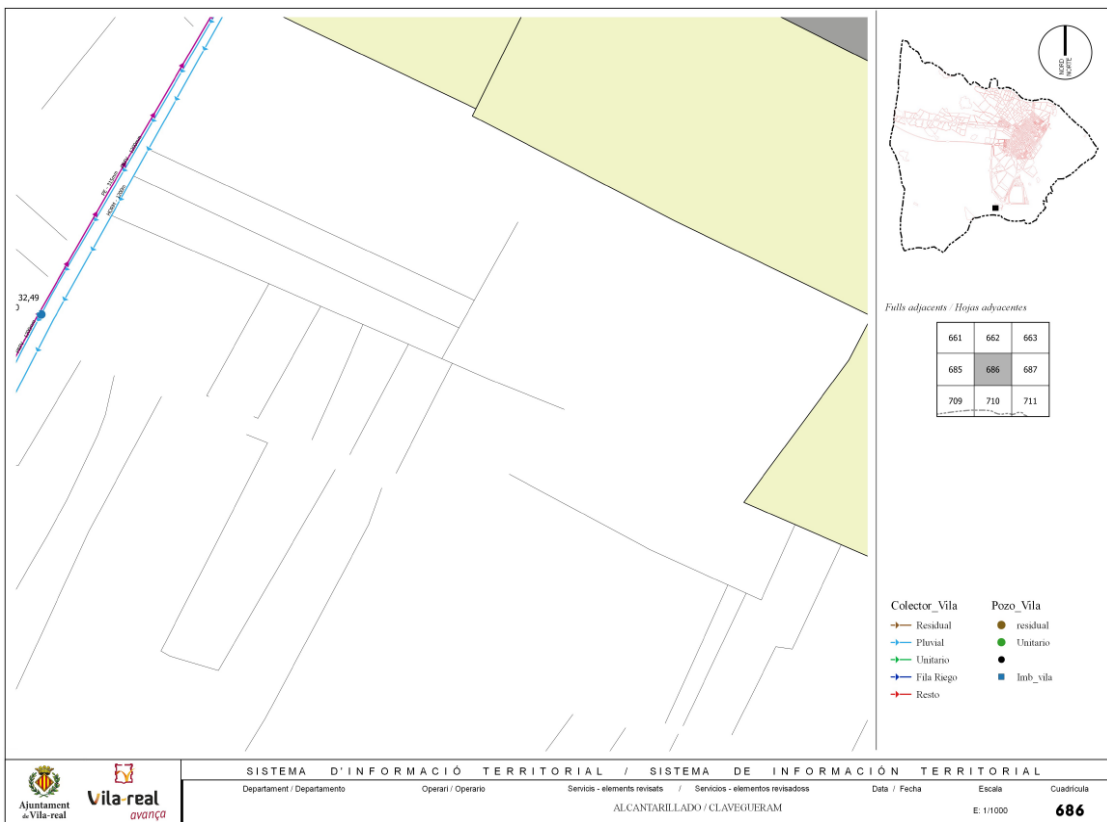 NORD
NORTE
PE - 315mm
32,49
Fulls adjacents / Hojas adyacentes
661 662 663
685 686 687
709 710 711
Colector_Vila
Residual
Pluvial
Unitario
Fila Riego
Resto
Pozo_Vila
residual
Unitario
Imb_vila
Ajuntament
de Vila-real
Vila-real
avança
SISTEMA D'INFORMACIÓ TERRITORIAL / SISTEMA DE INFORMACIÓN TERRITORIAL
Departament / Departamento
Operari / Operario
Servicis - elements revisats / Servicios - elementos revisadoss
Data / Fecha
Escala
Cuadrícula
ALCANTARILLADO / CLAVEGUERAM
E: 1/1000
686